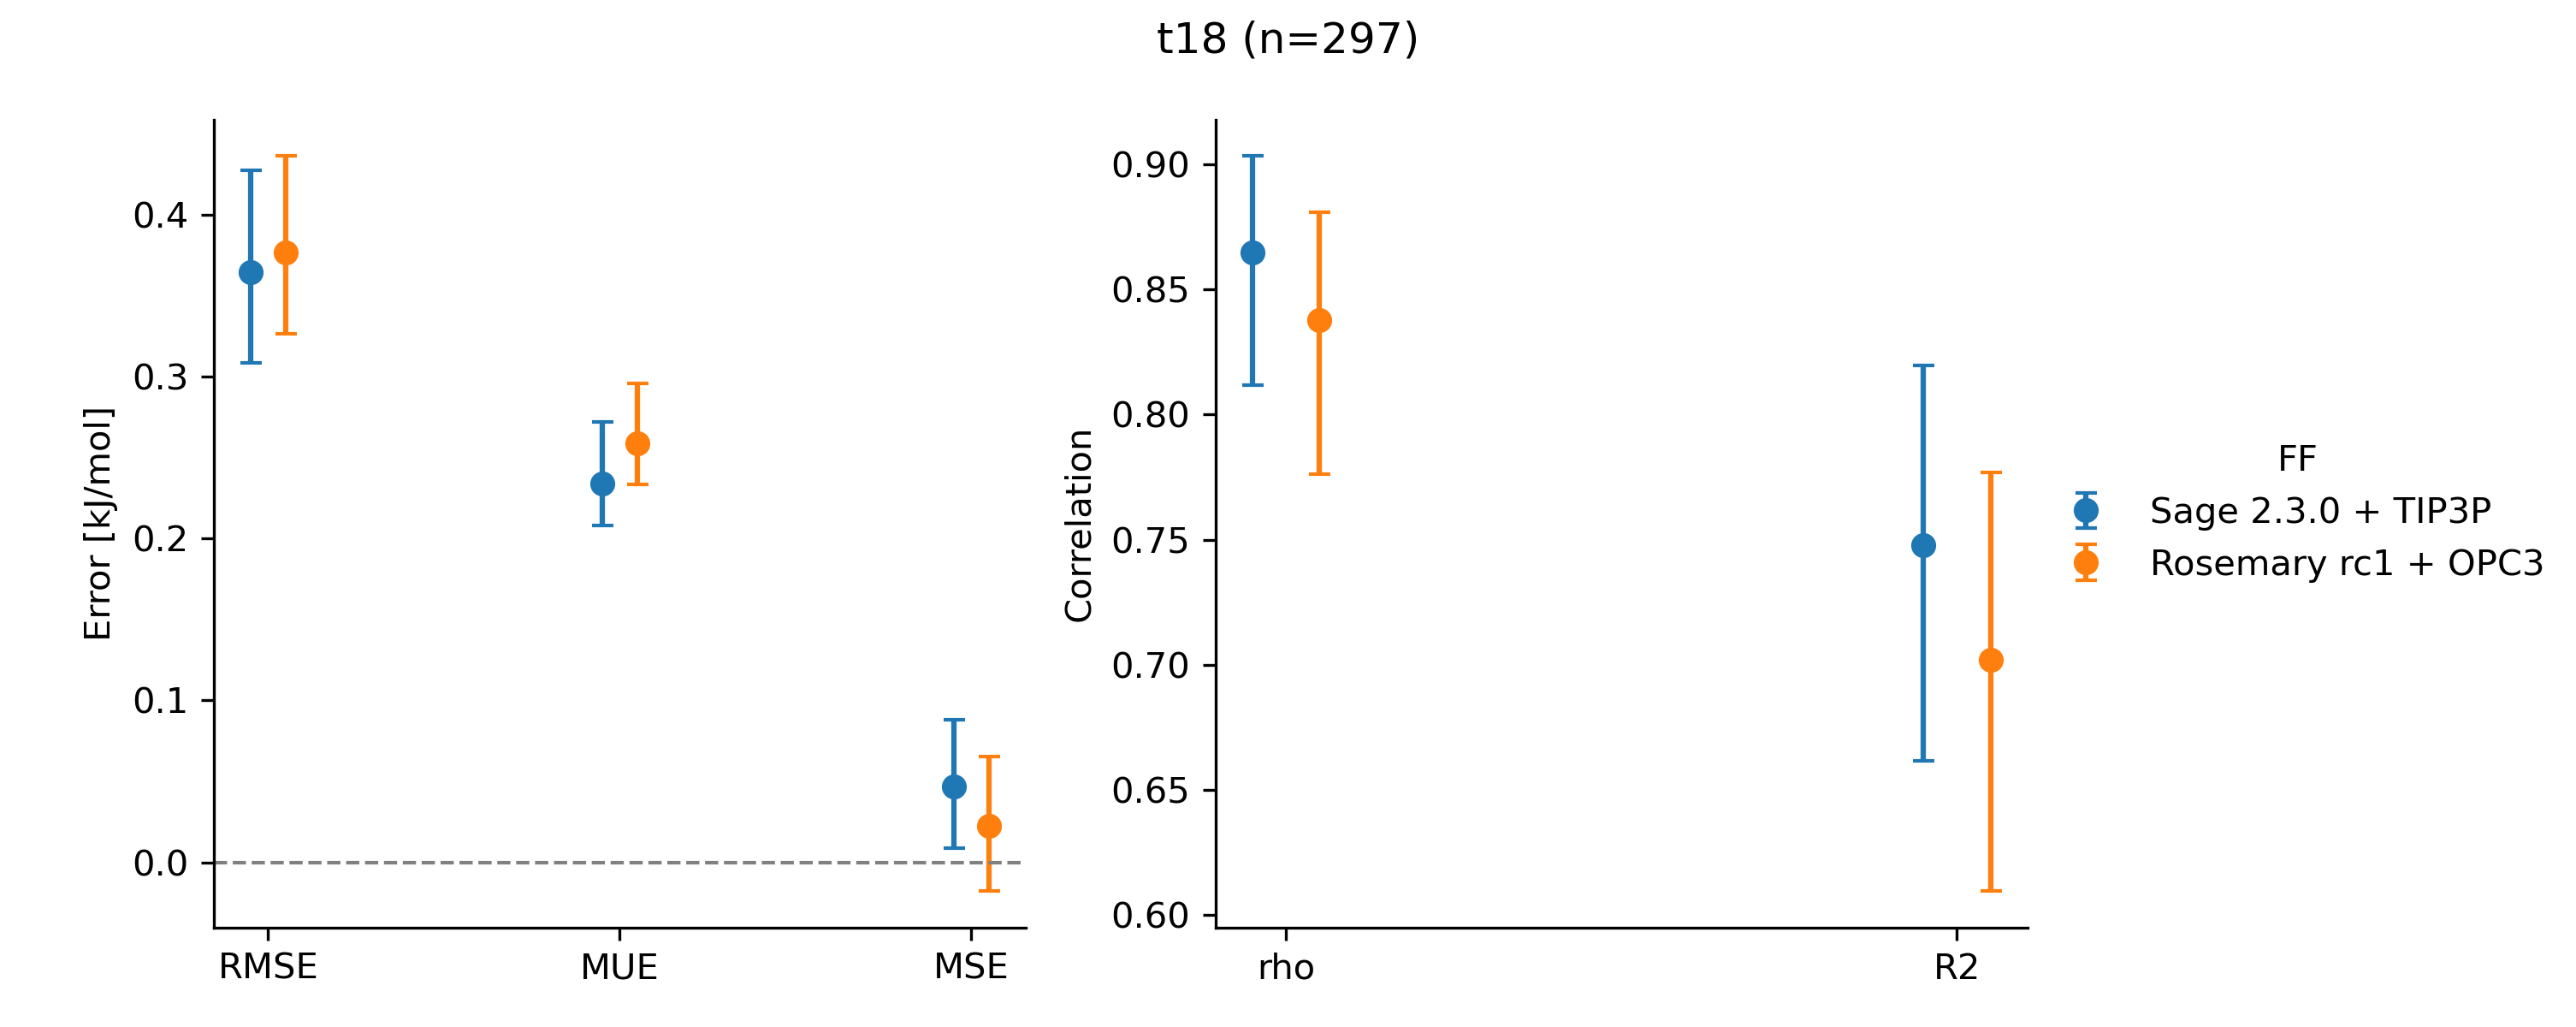 t18 (n=297)
Error [kJ/mol]
0.4
0.3
0.2
0.1
0.0
RMSE
MUE
MSE
Correlation
0.90
0.85
0.80
0.75
0.70
0.65
0.60
rho
R2
FF
Sage 2.3.0 + TIP3P
Rosemary rc1 + OPC3